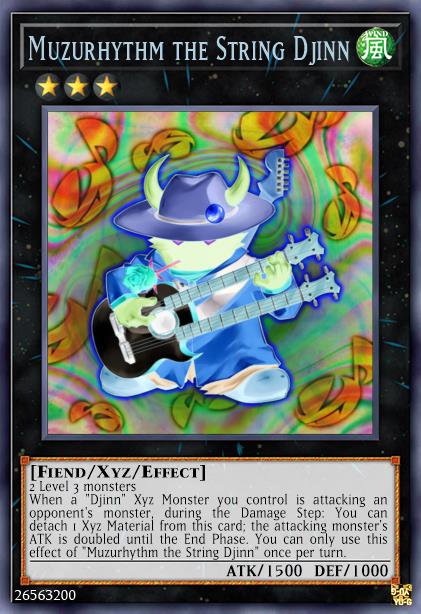 MUZURHYTHM THE STRING DJINN
WIND
風
[FIEND/XYZ/EFFECT]
2 Level 3 monsters
When a "Djinn" Xyz Monster you control is attacking an
opponent's monster, during the Damage Step: You can
detach 1 Xyz Material from this card; the attacking monster's
ATK is doubled until the End Phase. You can only use this
effect of "Muzurhythm the String Djinn" once per turn.
ATK/1500 DEF/1000
26563200